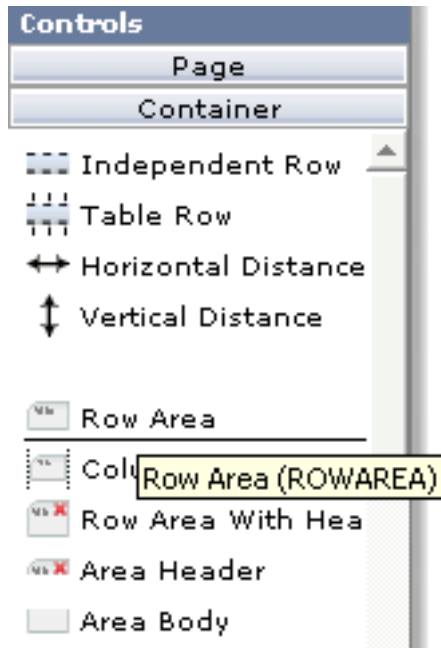 Controls
Page
Container
Independent Row
Table Row
Horizontal Distance
Vertical Distance
Row Area
Colu
Row Area (ROWAREA)
Row Area With Hea
Area Header
Area Body